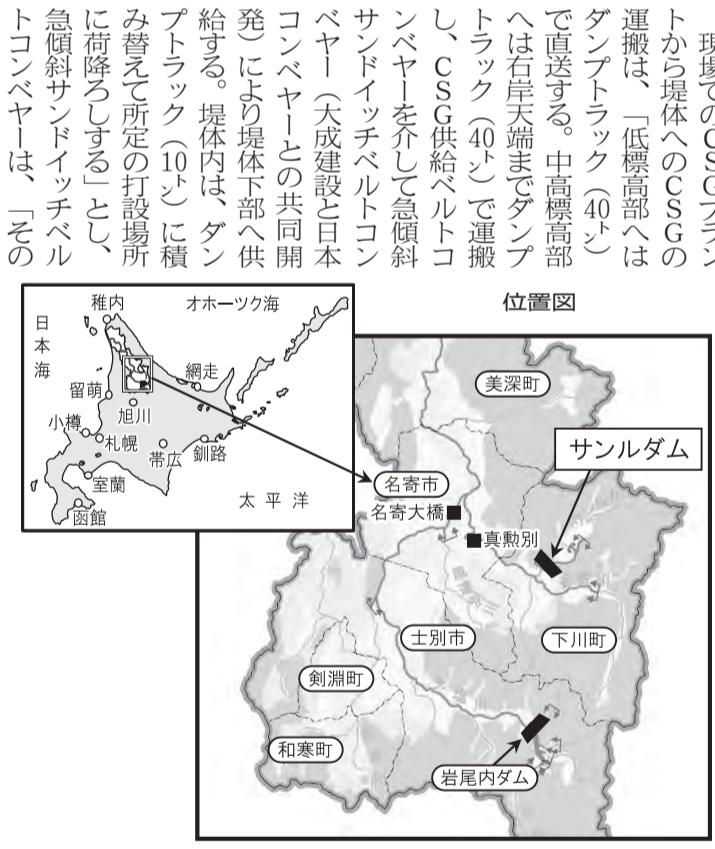 現場でのCSGプラン
トから堤体へのCSGの
運搬は、「低標高部へは
ダンプトラック（40㌧）
で直送する。中高標高部
へは右岸天端までダンプ
トラック（40㌧）で運搬
し、CSG供給ベルトコ
ンベヤーを介して急傾斜
サンドイッチベルトコン
ベヤー（大成建設と日本
コンベヤーとの共同開
発）により堤体下部へ供
給する。堤体内は、ダン
プトラック（10㌧）に積
み替えて所定の打設場所
に荷降ろしする」とし、
急傾斜サンドイッチベル
トコンベヤーは、「その
位置図
稚内
オホーツク海
日本海
網走
留萌
旭川
小樽
札幌
帯広
釧路
室蘭
函館
太平洋
美深町
サンルダム
名寄市
名寄大橋
真勲別
士別市
下川町
剣淵町
和寒町
岩尾内ダム